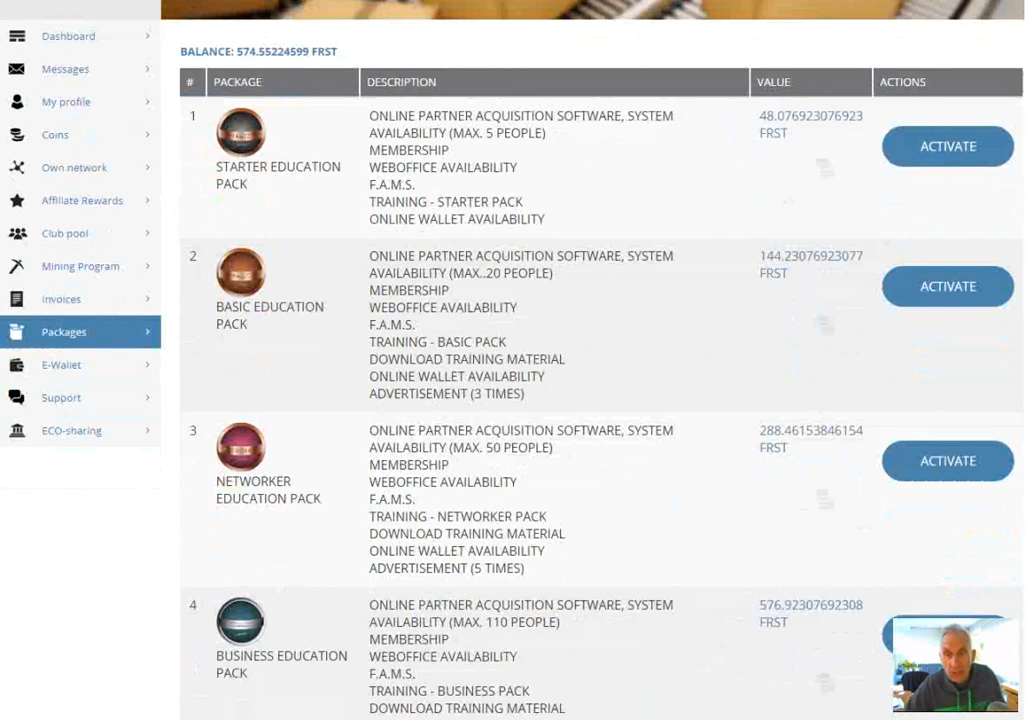 Dashboard
Messages
My profile
Coins
Own network
Affiliate Rewards
Club pool
Mining Program
Invoices
Packages
E-Wallet
Support
ECO-sharing
BALANCE: 574.55224599 FRST
# PACKAGE DESCRIPTION VALUE ACTIONS
1
STARTER EDUCATION
PACK
ONLINE PARTNER ACQUISITION SOFTWARE, SYSTEM
AVAILABILITY (MAX. 5 PEOPLE)
MEMBERSHIP
WEBOFFICE AVAILABILITY
F.A.M.S.
TRAINING - STARTER PACK
ONLINE WALLET AVAILABILITY
48.076923076923
FRST
ACTIVATE
2
BASIC EDUCATION
PACK
ONLINE PARTNER ACQUISITION SOFTWARE, SYSTEM
AVAILABILITY (MAX..20 PEOPLE)
MEMBERSHIP
WEBOFFICE AVAILABILITY
F.A.M.S.
TRAINING - BASIC PACK
DOWNLOAD TRAINING MATERIAL
ONLINE WALLET AVAILABILITY
ADVERTISEMENT (3 TIMES)
144.23076923077
FRST
ACTIVATE
3
NETWORKER
EDUCATION PACK
ONLINE PARTNER ACQUISITION SOFTWARE, SYSTEM
AVAILABILITY (MAX. 50 PEOPLE)
MEMBERSHIP
WEBOFFICE AVAILABILITY
F.A.M.S.
TRAINING - NETWORKER PACK
DOWNLOAD TRAINING MATERIAL
ONLINE WALLET AVAILABILITY
ADVERTISEMENT (5 TIMES)
288.46153846154
FRST
ACTIVATE
4
BUSINESS EDUCATION
PACK
ONLINE PARTNER ACQUISITION SOFTWARE, SYSTEM
AVAILABILITY (MAX. 110 PEOPLE)
MEMBERSHIP
WEBOFFICE AVAILABILITY
F.A.M.S.
TRAINING - BUSINESS PACK
DOWNLOAD TRAINING MATERIAL
576.92307692308
FRST